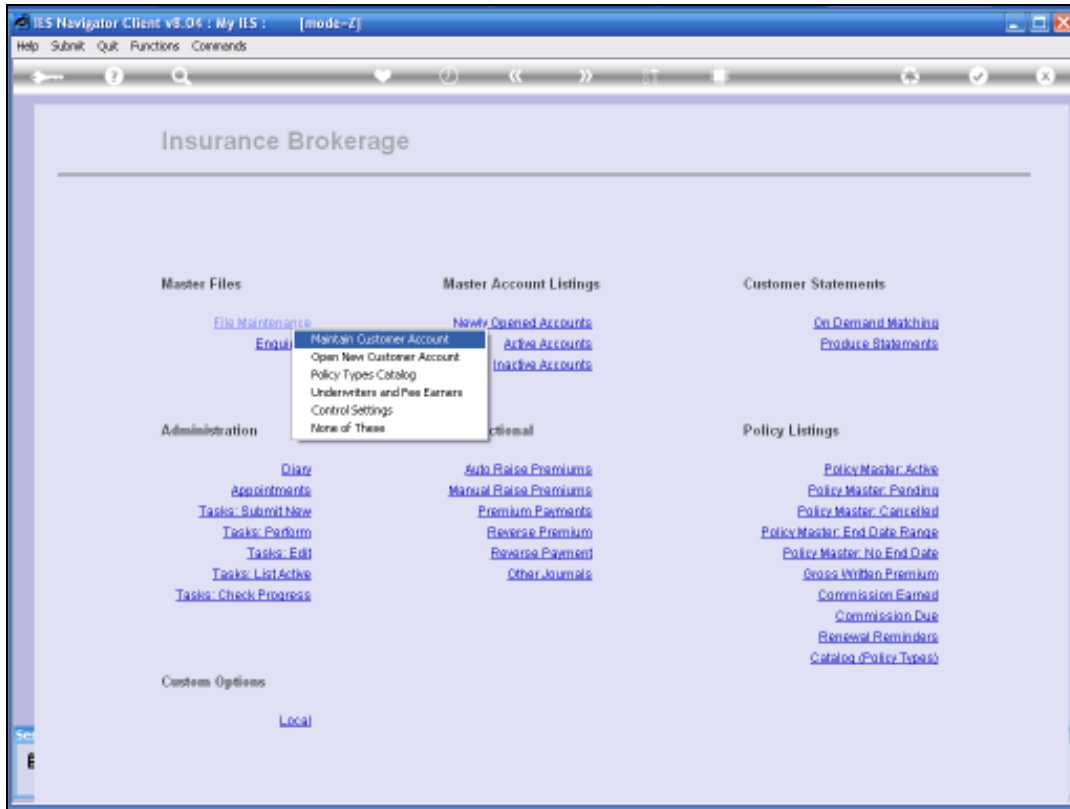 IES Navigator Client v8.04 : My IES : [mode=Z]
Help Submit Quit Functions Commands
Insurance Brokerage
Master Files
File Maintenance
Maintain Customer Account
Open New Customer Account
Policy Types Catalog
Underwriters and Fee Earners
Control Settings
None of These
Master Account Listings
Newly Opened Accounts
Active Accounts
Inactive Accounts
Customer Statements
On Demand Matching
Produce Statements
Administration
Diary
Appointments
Tasks: Submit New
Tasks: Perform
Tasks: Edit
Tasks: List Active
Tasks: Check Progress
Auto Raise Premiums
Manual Raise Premiums
Premium Payments
Reverse Premium
Reverse Payment
Other Journals
Policy Listings
Policy Master: Active
Policy Master: Pending
Policy Master: Cancelled
Policy Master: End Date Range
Policy Master: No End Date
Gross Written Premium
Commission Earned
Commission Due
Renewal Reminders
Catalog (Policy Types)
Custom Options
Local